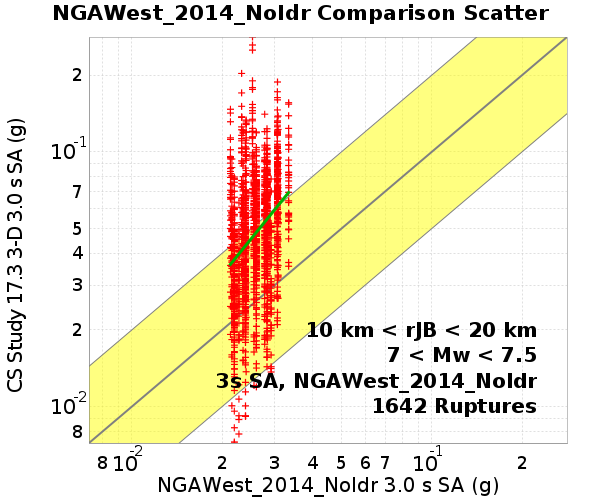 NGAWest_2014_NoIdr Comparison Scatter
CS Study 17.3 3-D 3.0 s SA (g)
2
10^-1
7
5
4
3
2
10^-2
8
10 km < rJB < 20 km
7 < Mw < 7.5
3s SA, NGAWest_2014_NoIdr
1642 Ruptures
8 10^-2 2 3 4 5 6 7 10^-1 2
NGAWest_2014_NoIdr 3.0 s SA (g)